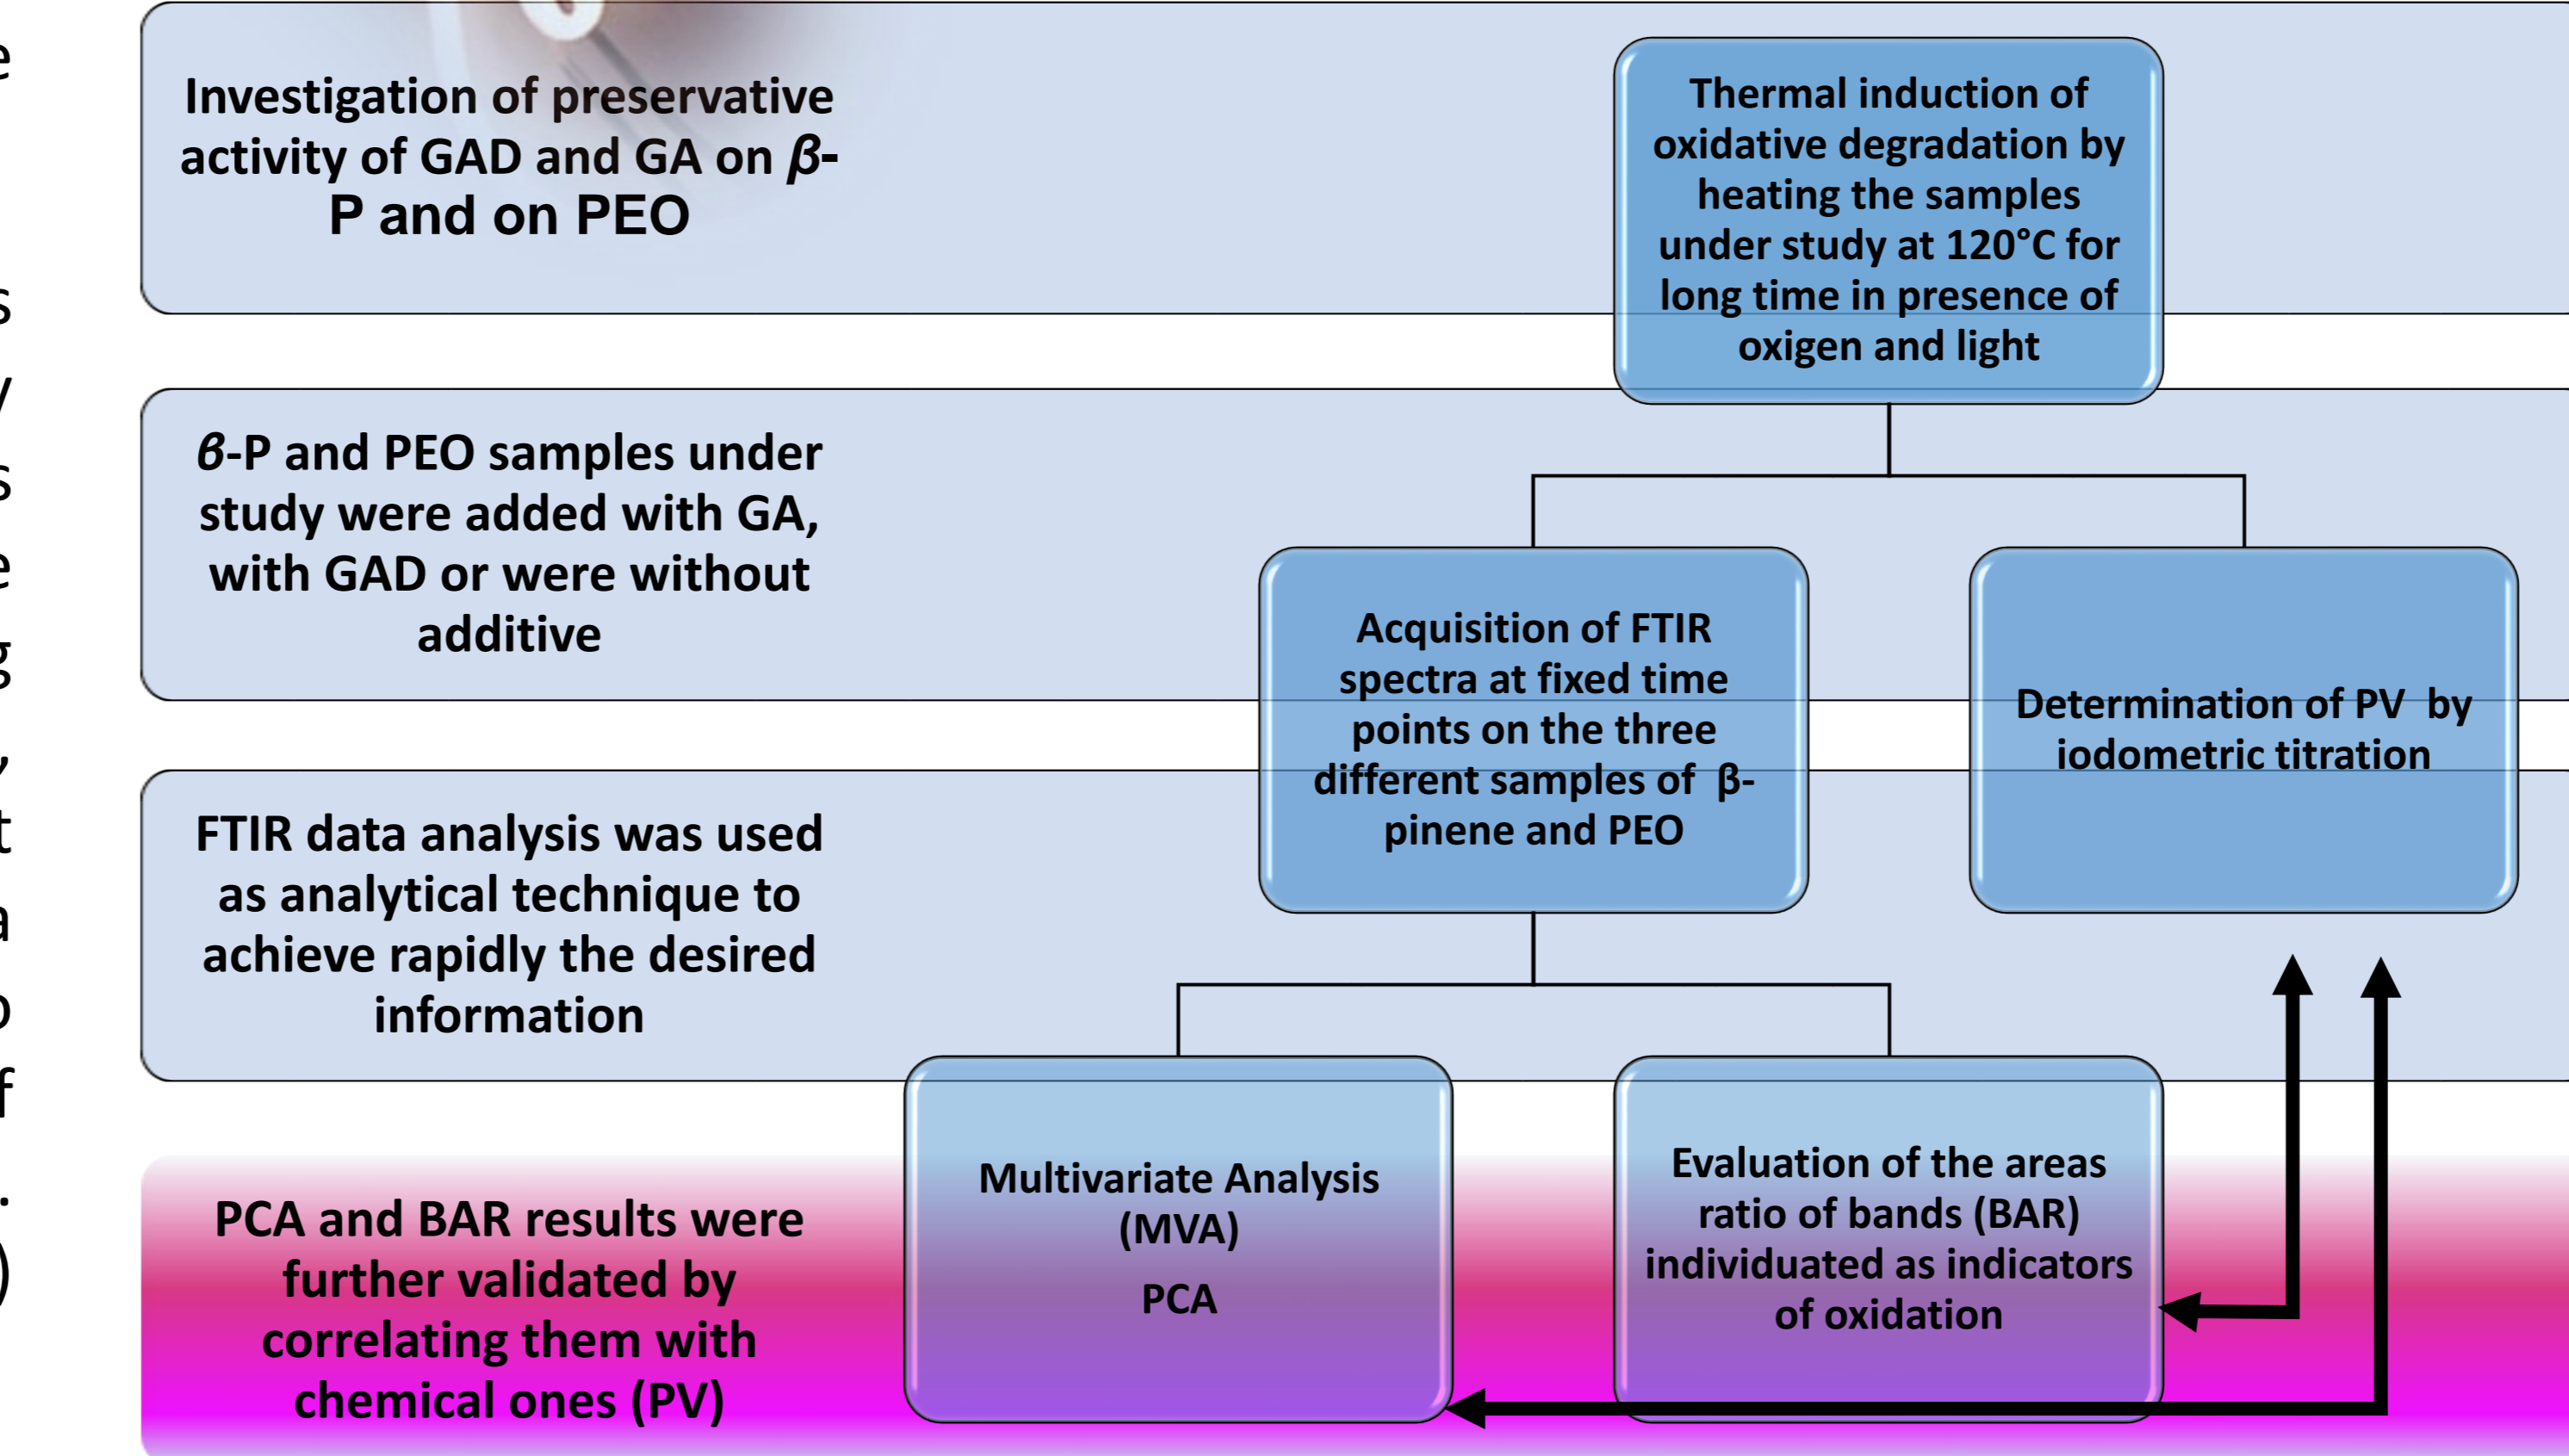 Investigation of preservative
activity of GAD and GA on β-
P and on PEO
Thermal induction of
oxidative degradation by
heating the samples
under study at 120°C for
long time in presence of
oxigen and light
β-P and PEO samples under
study were added with GA,
with GAD or were without
additive
Acquisition of FTIR
spectra at fixed time
points on the three
different samples of β-
pinene and PEO
Determination of PV by
iodometric titration
FTIR data analysis was used
as analytical technique to
achieve rapidly the desired
information
Multivariate Analysis
(MVA)
PCA
Evaluation of the areas
ratio of bands (BAR)
individuated as indicators
of oxidation
PCA and BAR results were
further validated by
correlating them with
chemical ones (PV)